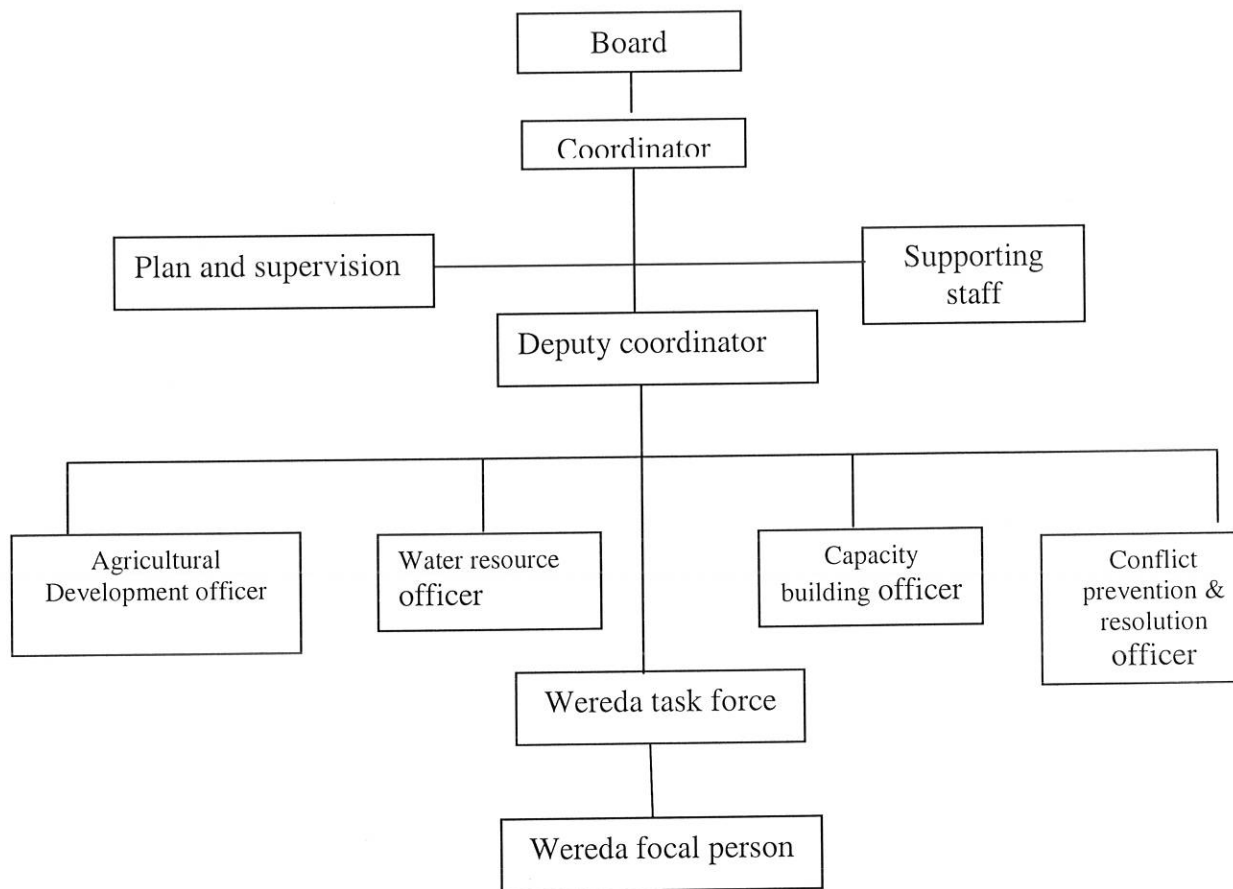 Board
Coordinator
Plan and supervision
Supporting
staff
Deputy coordinator
Agricultural
Development officer
Water resource
officer
Capacity
building officer
Conflict
prevention &
resolution
officer
Wereda task force
Wereda focal person